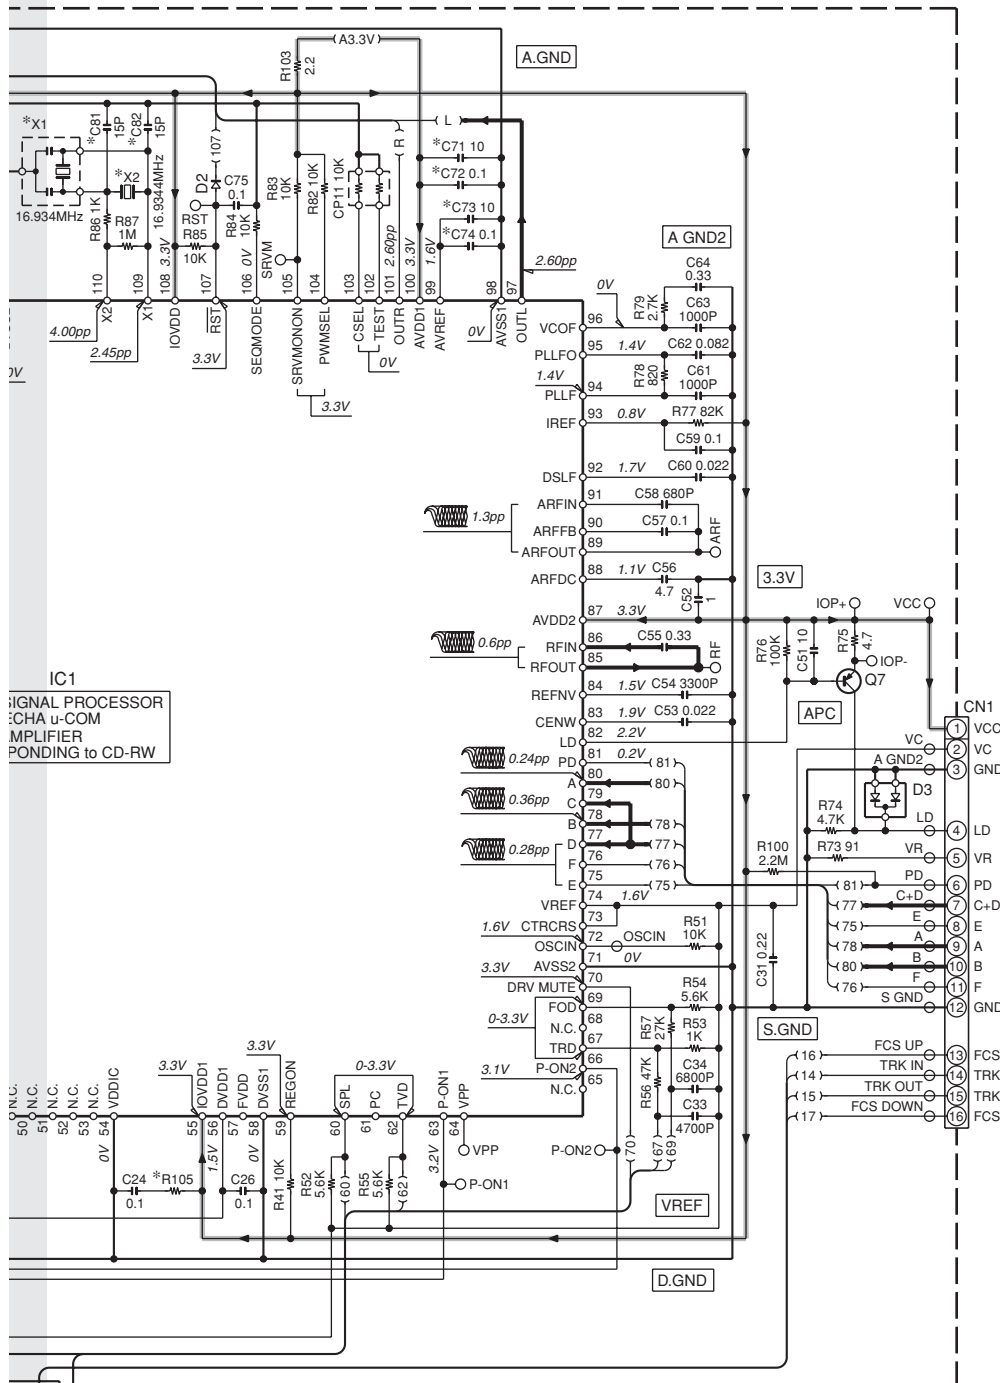 (A3.3V)
R103 2.2
A.GND
*X1
*C81 15P
*C82 15P
(107)
( L )
( R )
*C71 10
*C72 0.1
*C73 10
*C74 0.1
*X2
16.9344MHz
16.934MHz
D2
RST
C75 0.1
R83 10K
R82 10K
CP11 10K
R86 1K
R87 1M
R85 10K
R84 10K
SRVM
3.3V
0V
2.60pp
3.3V
1.6V
2.60pp
A GND2
110 109 108 107 106 105 104 103 102 101 100 99 98 97
X2 X1 IOVDD RST SEQMODE SRVMONON PWMSEL CSEL TEST OUTR AVDD1 AVREF AVSS1 OUTL
4.00pp
2.45pp
3.3V
0V
3.3V
0V
0V
0V
C64 0.33
R79 2.7K
C63 1000P
VCOF 96
PLLFO 95 1.4V C62 0.082
R78 820
C61 1000P
1.4V
PLLF 94
IREF 93 0.8V R77 82K
C59 0.1
DSLF 92 1.7V C60 0.022
ARFIN 91 C58 680P
1.3pp
ARFFB 90 C57 0.1
ARFOUT 89 ARF
ARFDC 88 1.1V C56 4.7
C52 1
3.3V
AVDD2 87 3.3V
IOP+ VCC
RFIN 86 C55 0.33
0.6pp
RFOUT 85 RF
R76 100K
C51 10
R75 4.7
IOP-
Q7
REFNV 84 1.5V C54 3300P
APC
CENW 83 1.9V C53 0.022
LD 82 2.2V
PD 81 0.2V (81)
IC1
SIGNAL PROCESSOR
ECHA u-COM
AMPLIFIER
PONDING to CD-RW
0.24pp
A 80 (80)
0.36pp
C 79
B 78 (78)
0.28pp
D 77 (77)
F 76 (76)
E 75 (75)
VREF 74 1.6V
CTRCRS 73
1.6V
OSCIN 72 OSCIN R51 10K
AVSS2 71 0V
3.3V
DRV MUTE 70
FOD 69 R54 5.6K
0-3.3V
N.C. 68
TRD 67 R53 1K
R57 27K
R56 47K
P-ON2 66
3.1V
N.C. 65
C34 6800P
C33 4700P
C31 0.22
S.GND
CN1
1 VCC
VC 2 VC
A GND2 3 GND
D3
R74 4.7K
LD 4 LD
R73 91
VR 5 VR
R100 2.2M
(81) PD 6 PD
(77) C+D 7 C+D
(75) E 8 E
(78) A 9 A
(80) B 10 B
(76) F 11 F
S GND 12 GND
(16) FCS UP 13 FCS
(14) TRK IN 14 TRK
(15) TRK OUT 15 TRK
(17) FCS DOWN 16 FCS
N.C. N.C. N.C. N.C. N.C. VDDIC IOVDD1 DVDD1 FVDD DVSS1 REGON SPL PC TVD P-ON1 VPP
50 51 52 53 54 55 56 57 58 59 60 61 62 63 64
3.3V
3.3V
0-3.3V
0V
1.5V
0V
3.2V
VPP
P-ON1
P-ON2
C24 0.1
*R105
C26 0.1
R41 10K
R52 5.6K
(60)
R55 5.6K
(62)
(70)
(67)
(69)
VREF
D.GND